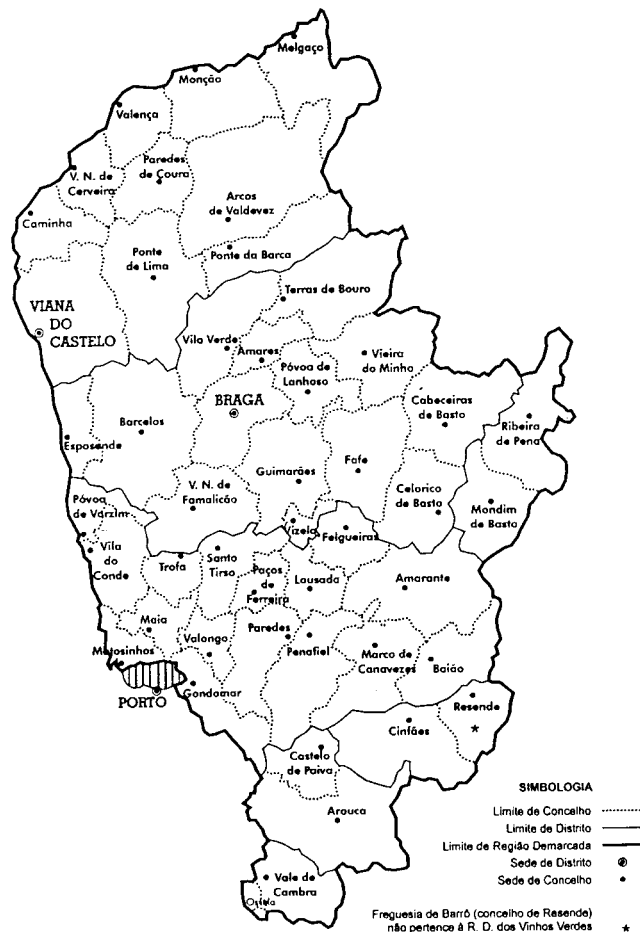 Melgaço
Monção
Valença
Paredes
de Coura
V. N. de
Cerveira
Arcos
de Valdevez
Caminha
Ponte
de Lima
Ponte da Barca
Terras de Bouro
VIANA
DO
CASTELO
Vila Verde
Amares
Vieira
do Minho
Póvoa de
Lanhoso
BRAGA
Cabeceiras
de Basto
Ribeira
de Pena
Barcelos
Esposende
Guimarães
Fafe
V. N. de
Famalicão
Celorico
de Basto
Mondim
de Basto
Póvoa
de Varzim
Vizela
Felgueiras
Vila
do
Conde
Trofa
Santo
Tirso
Paços
de
Ferreira
Lousada
Amarante
Maia
Valongo
Paredes
Penafiel
Marco de
Canavezes
Baião
Matosinhos
PORTO
Gondomar
Resende
*
Cinfães
Castelo
de Paiva
Arouca
Vale de
Cambra
Ossela
SIMBOLOGIA
Limite de Concelho
Limite de Distrito
Limite de Região Demarcada
Sede de Distrito
Sede de Concelho
Freguesia de Barrô (concelho de Resende)
não pertence à R. D. dos Vinhos Verdes *